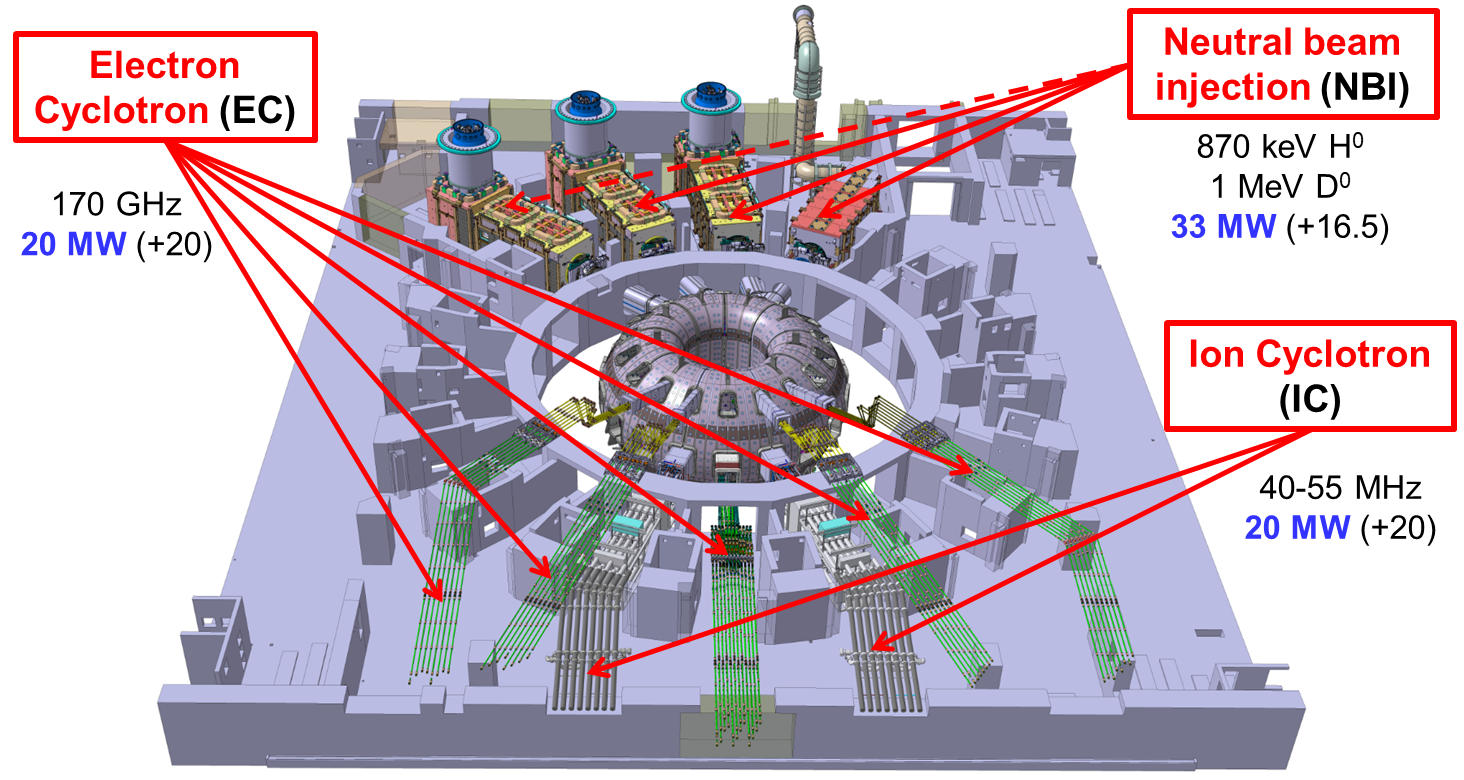 Electron
Cyclotron (EC)
170 GHz
20 MW (+20)
Neutral beam
injection (NBI)
870 keV H⁰
1 MeV D⁰
33 MW (+16.5)
Ion Cyclotron
(IC)
40-55 MHz
20 MW (+20)